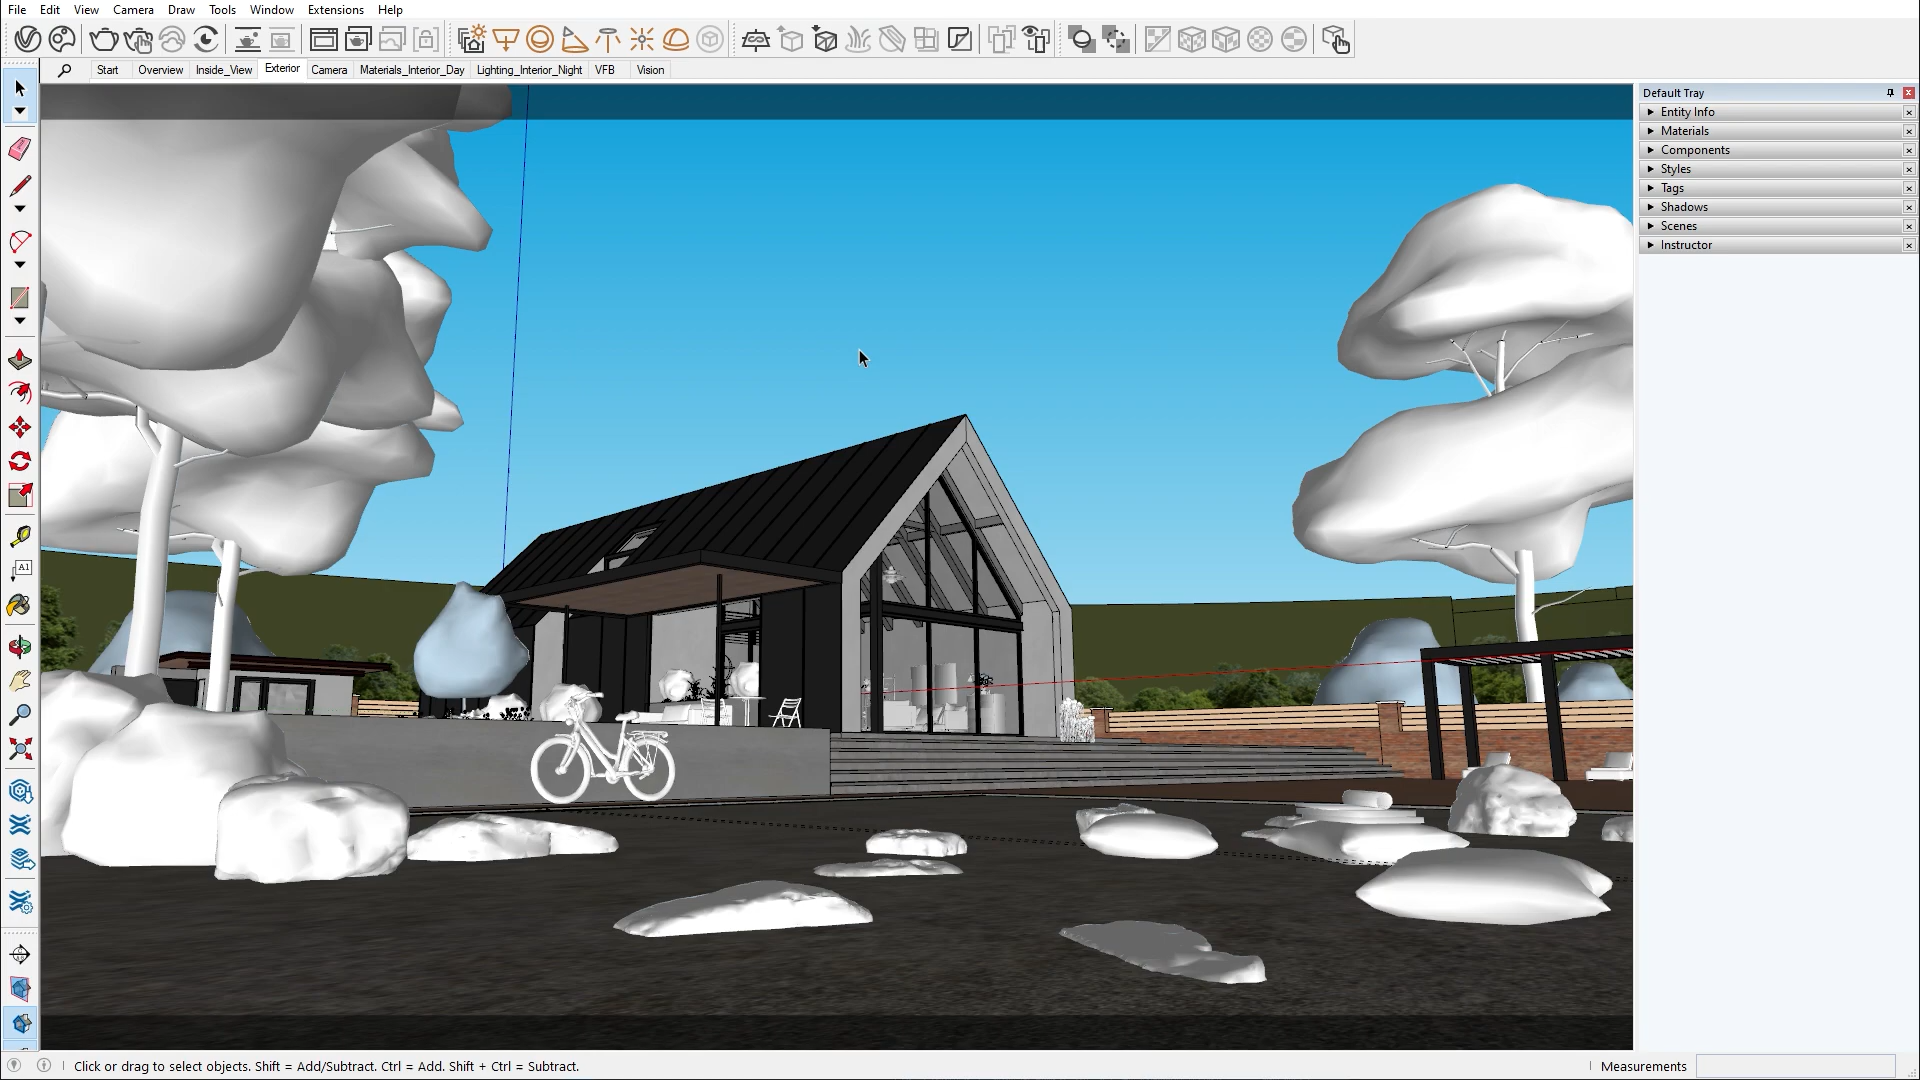 File Edit View Camera Draw Tools Window Extensions Help
Start Overview Inside_View Exterior Camera Materials_Interior_Day Lighting_Interior_Night VFB Vision
Default Tray
Entity Info
Materials
Components
Styles
Tags
Shadows
Scenes
Instructor
A1
Click or drag to select objects. Shift = Add/Subtract. Ctrl = Add. Shift + Ctrl = Subtract.
Measurements